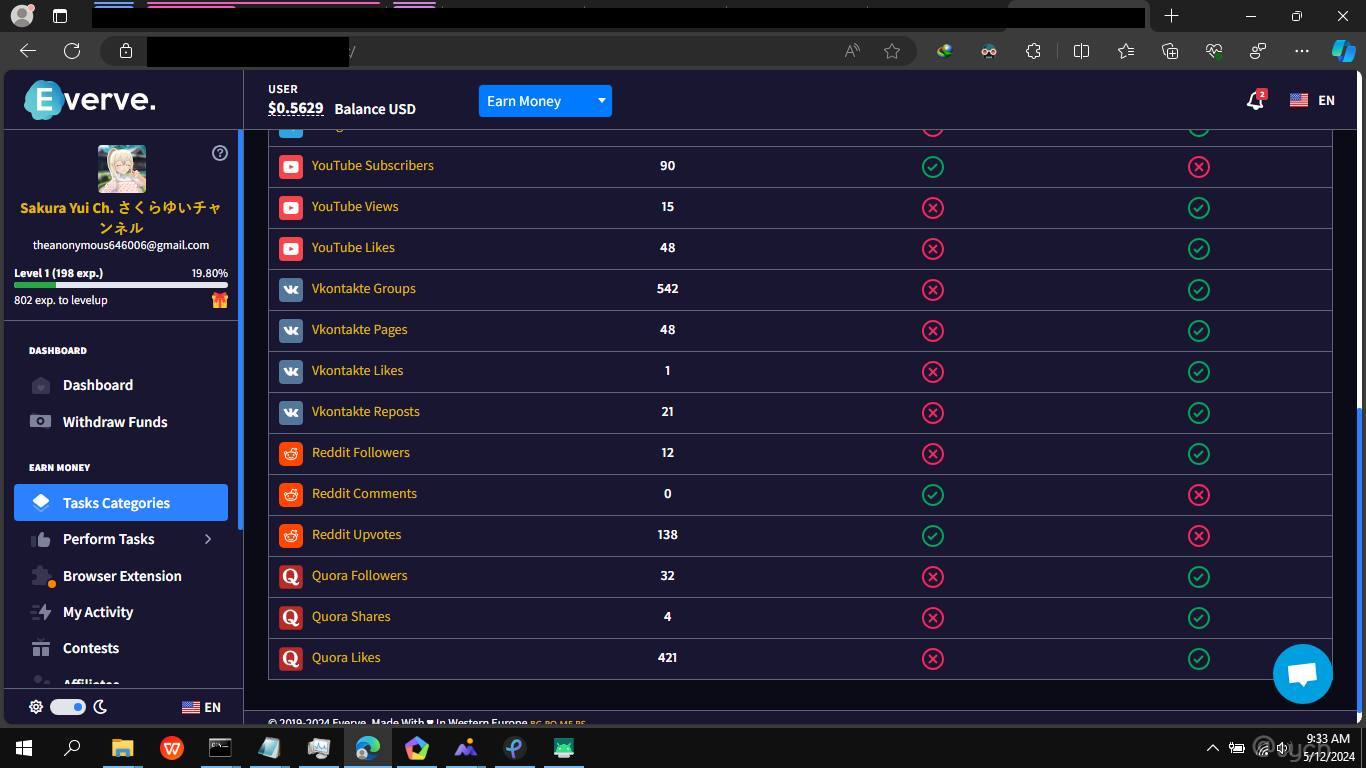 Everve.
USER
$0.5629 Balance USD
Earn Money
2
EN
Sakura Yui Ch. さくらゆいチャ
ンネル
theanonymous646006@gmail.com
Level 1 (198 exp.) 19.80%
802 exp. to levelup
DASHBOARD
Dashboard
Withdraw Funds
EARN MONEY
Tasks Categories
Perform Tasks
Browser Extension
My Activity
Contests
Affiliates
EN
YouTube Subscribers 90
YouTube Views 15
YouTube Likes 48
Vkontakte Groups 542
Vkontakte Pages 48
Vkontakte Likes 1
Vkontakte Reposts 21
Reddit Followers 12
Reddit Comments 0
Reddit Upvotes 138
Quora Followers 32
Quora Shares 4
Quora Likes 421
© 2019-2024 Everve. Made With ♥ In Western Europe
9:33 AM
5/12/2024